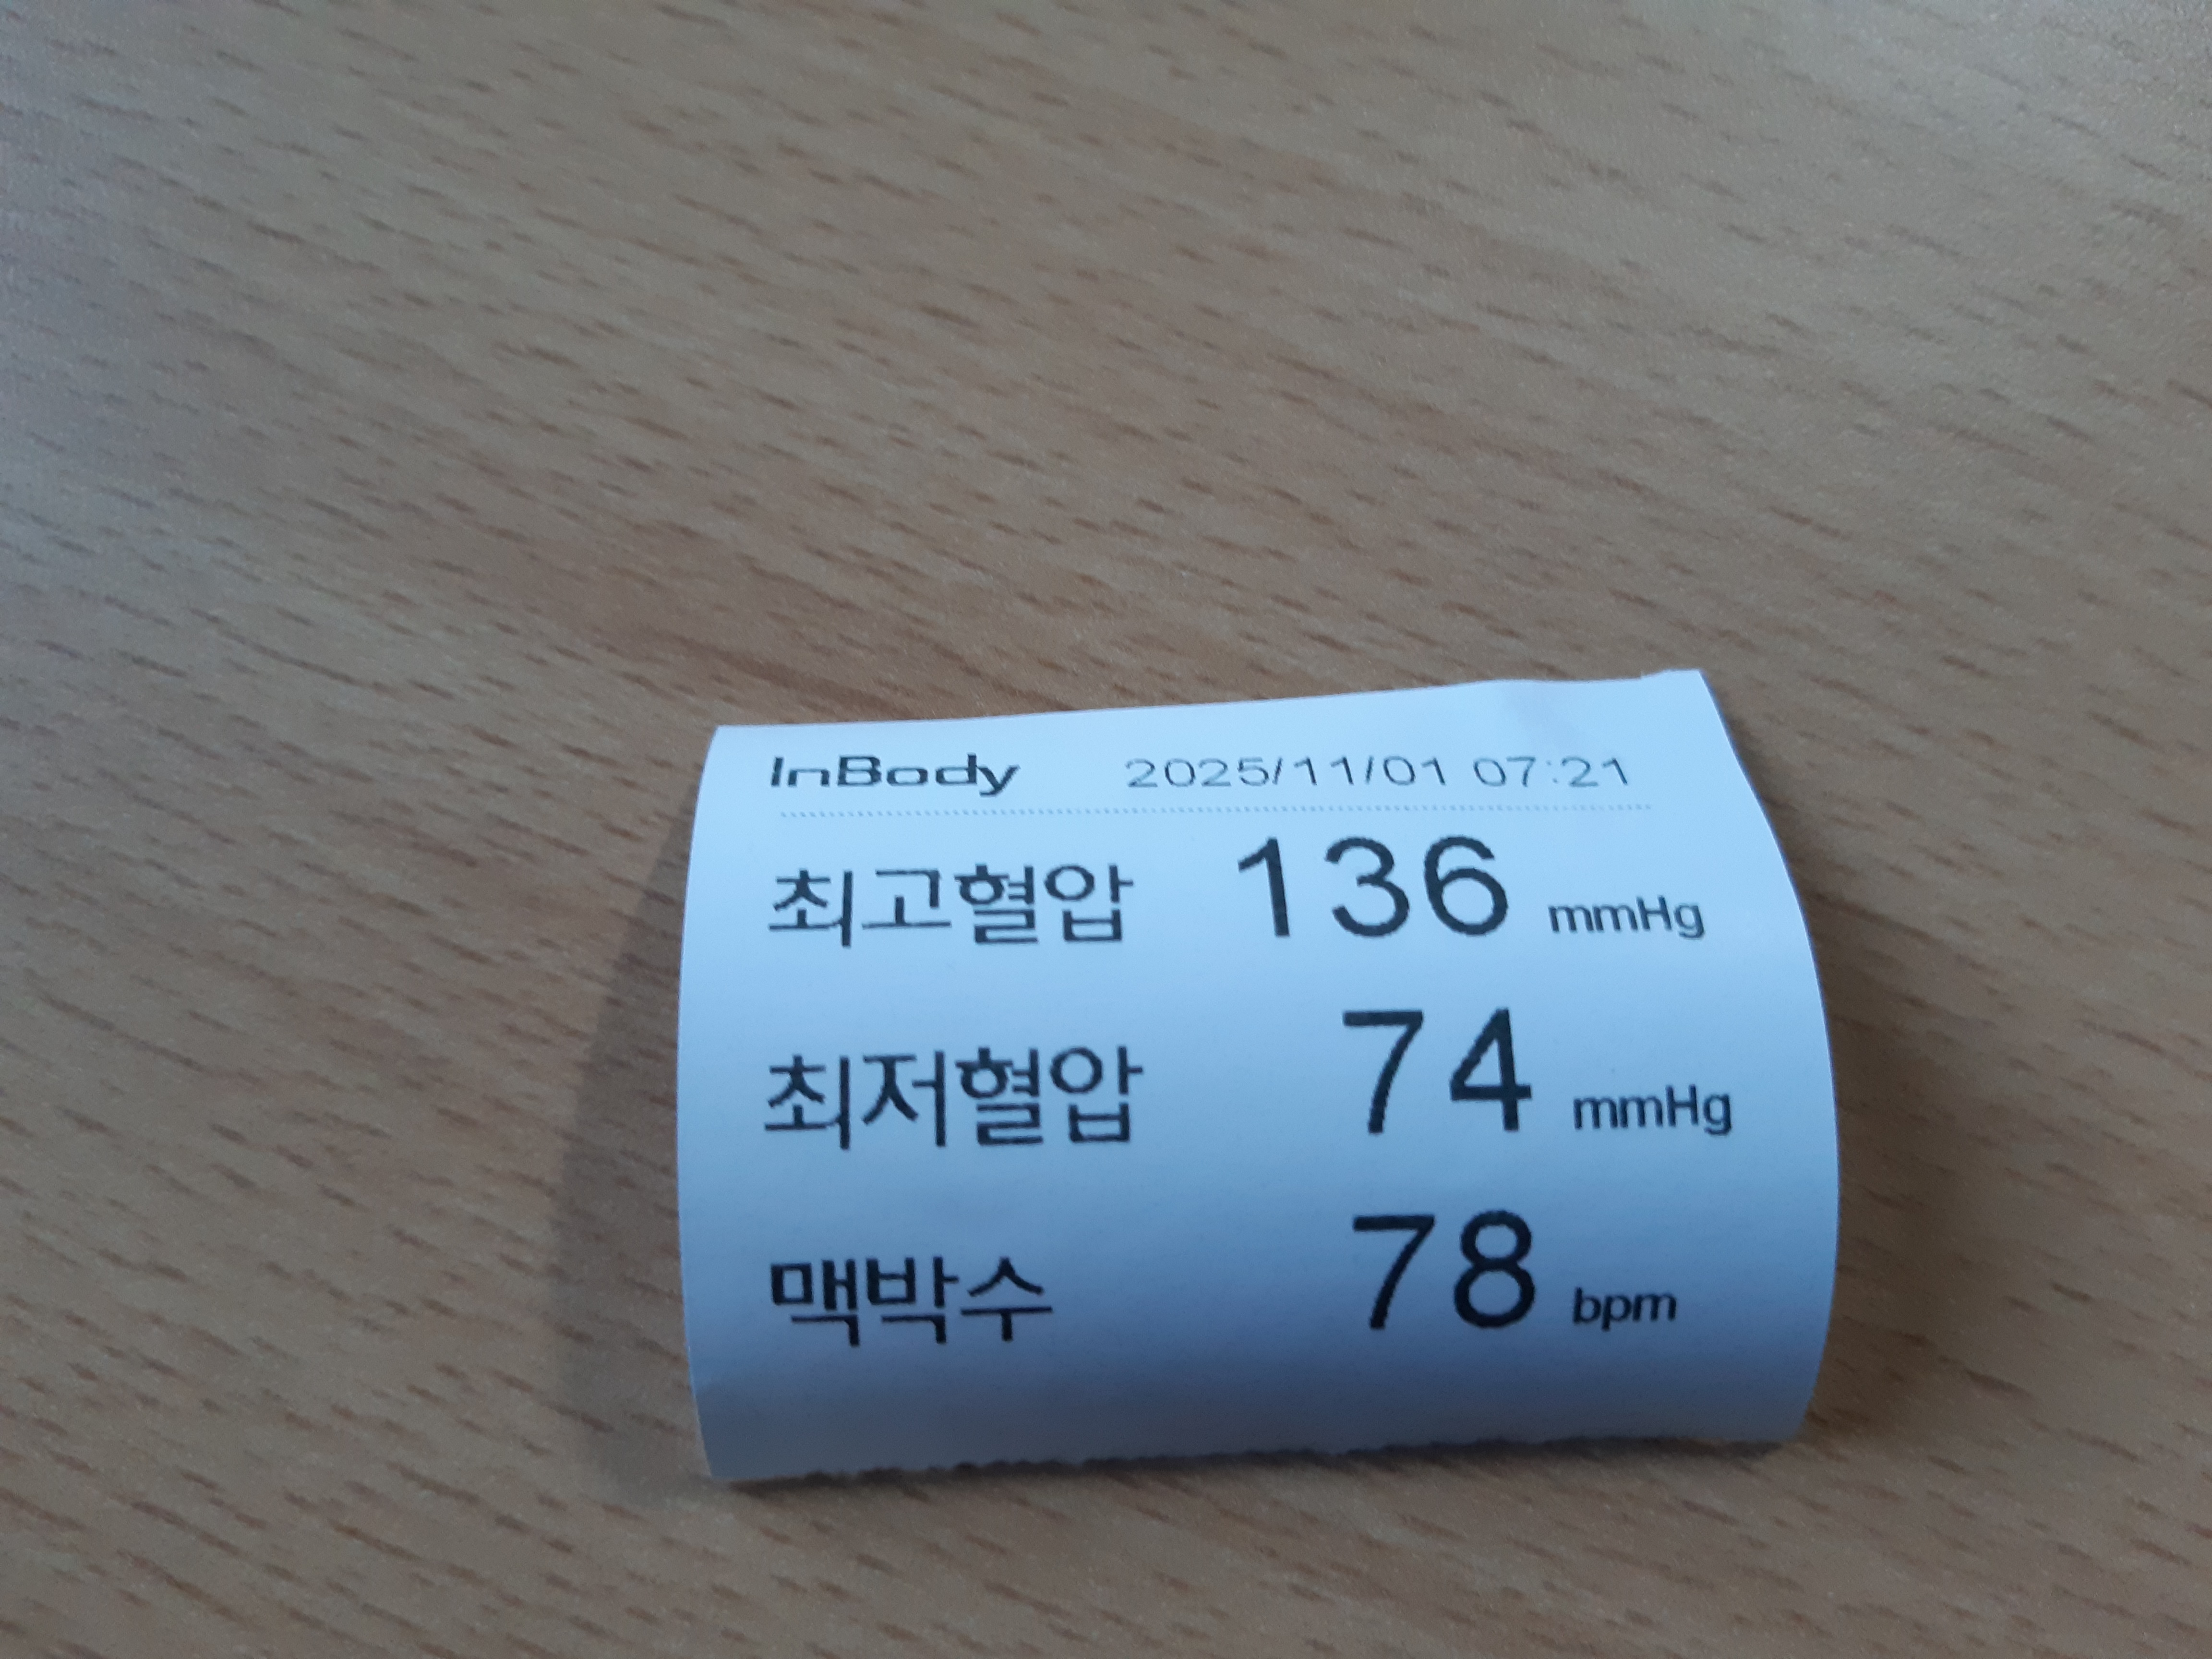 InBody 2025/11/01 07:21
최고혈압 136 mmHg
최저혈압 74 mmHg
맥박수 78 bpm